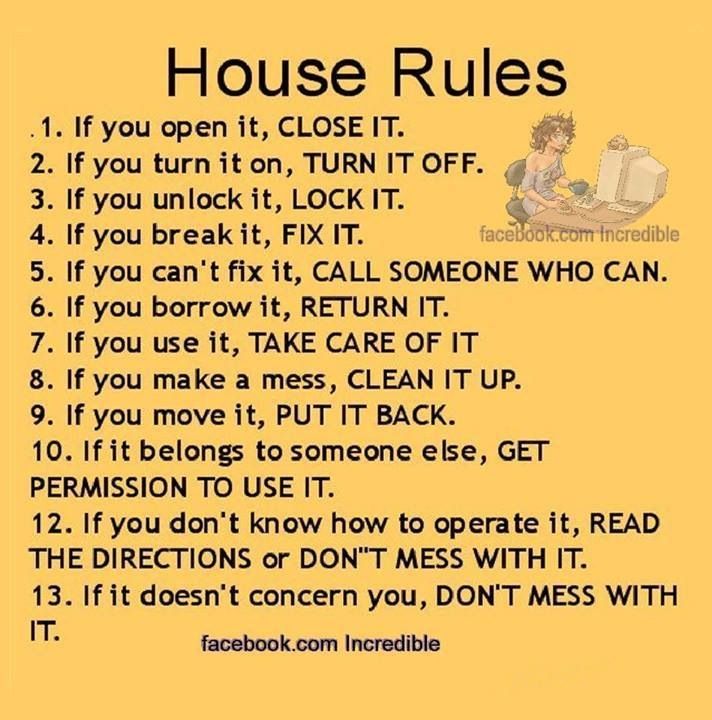 House Rules
.1. If you open it, CLOSE IT.
2. If you turn it on, TURN IT OFF.
3. If you unlock it, LOCK IT.
4. If you break it, FIX IT.
facebook.com Incredible
5. If you can't fix it, CALL SOMEONE WHO CAN.
6. If you borrow it, RETURN IT.
7. If you use it, TAKE CARE OF IT
8. If you make a mess, CLEAN IT UP.
9. If you move it, PUT IT BACK.
10. If it belongs to someone else, GET
PERMISSION TO USE IT.
12. If you don't know how to operate it, READ
THE DIRECTIONS or DON"T MESS WITH IT.
13. If it doesn't concern you, DON'T MESS WITH
IT.
facebook.com Incredible